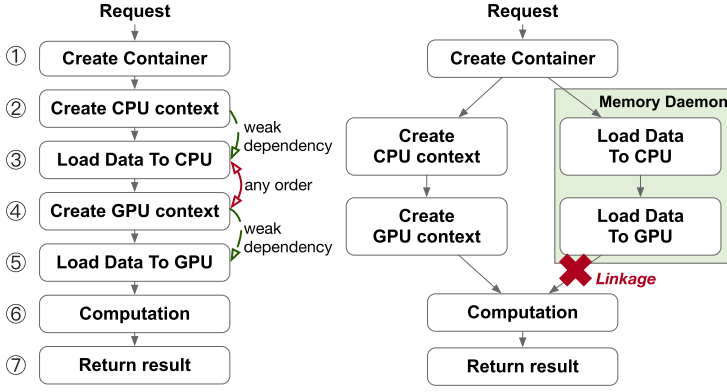 Request
① Create Container
② Create CPU context
weak
dependency
③ Load Data To CPU
any order
④ Create GPU context
weak
dependency
⑤ Load Data To GPU
⑥ Computation
⑦ Return result
Request
Create Container
Create
CPU context
Create
GPU context
Memory Daemon
Load Data
To CPU
Load Data
To GPU
Linkage
Computation
Return result